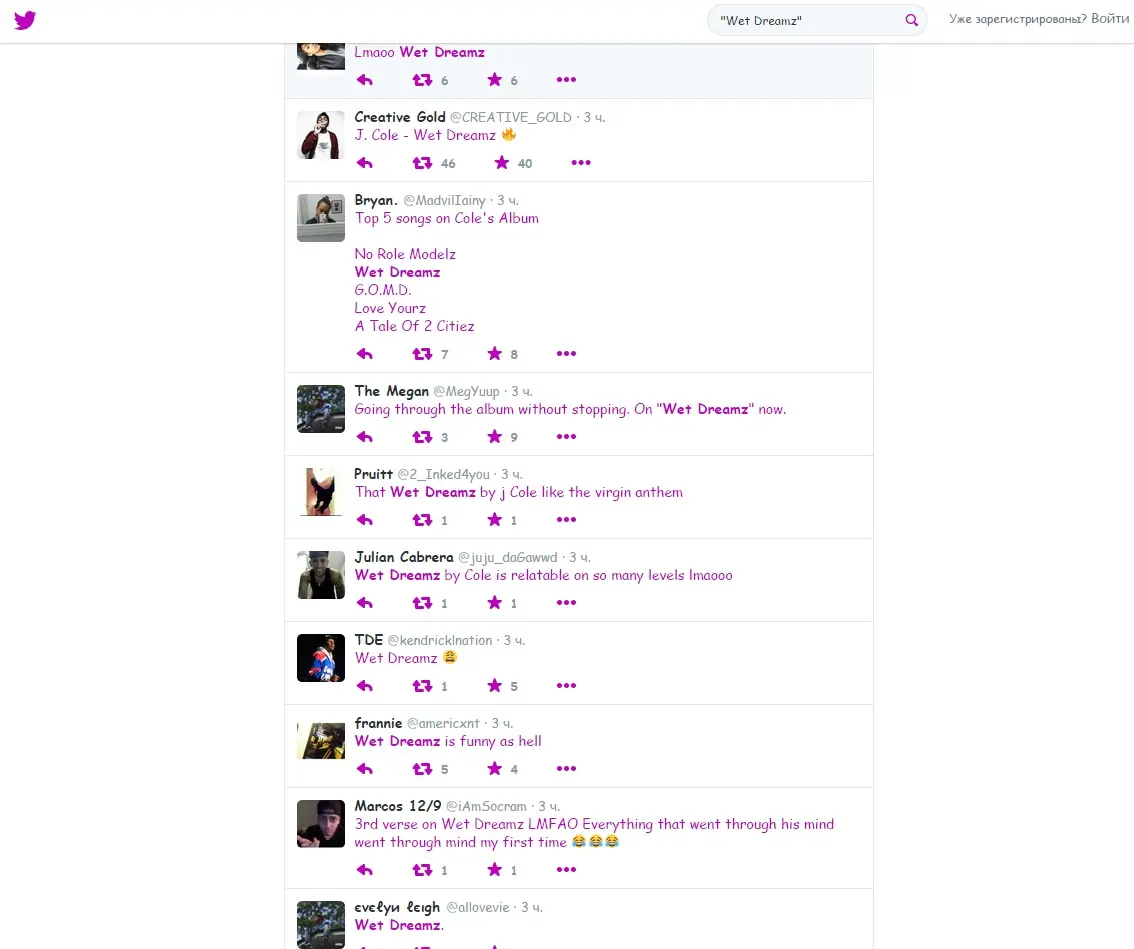 "Wet Dreamz"
Уже зарегистрированы? Войти
Lmaoo Wet Dreamz
6 6
Creative Gold @CREATIVE_GOLD · 3 ч.
J. Cole - Wet Dreamz 🔥
46 40
Bryan. @MadvilIainy · 3 ч.
Top 5 songs on Cole's Album
No Role Modelz
Wet Dreamz
G.O.M.D.
Love Yourz
A Tale Of 2 Citiez
7 8
The Megan @MegYuup · 3 ч.
Going through the album without stopping. On "Wet Dreamz" now.
3 9
Pruitt @2_Inked4you · 3 ч.
That Wet Dreamz by j Cole like the virgin anthem
1 1
Julian Cabrera @juju_daGawwd · 3 ч.
Wet Dreamz by Cole is relatable on so many levels lmaooo
1 1
TDE @kendricklnation · 3 ч.
Wet Dreamz 😩
1 5
frannie @americxnt · 3 ч.
Wet Dreamz is funny as hell
5 4
Marcos 12/9 @iAmSocram · 3 ч.
3rd verse on Wet Dreamz LMFAO Everything that went through his mind
went through mind my first time 😂😂😂
1 1
єνєℓуи ℓєιgh @allovevie · 3 ч.
Wet Dreamz.